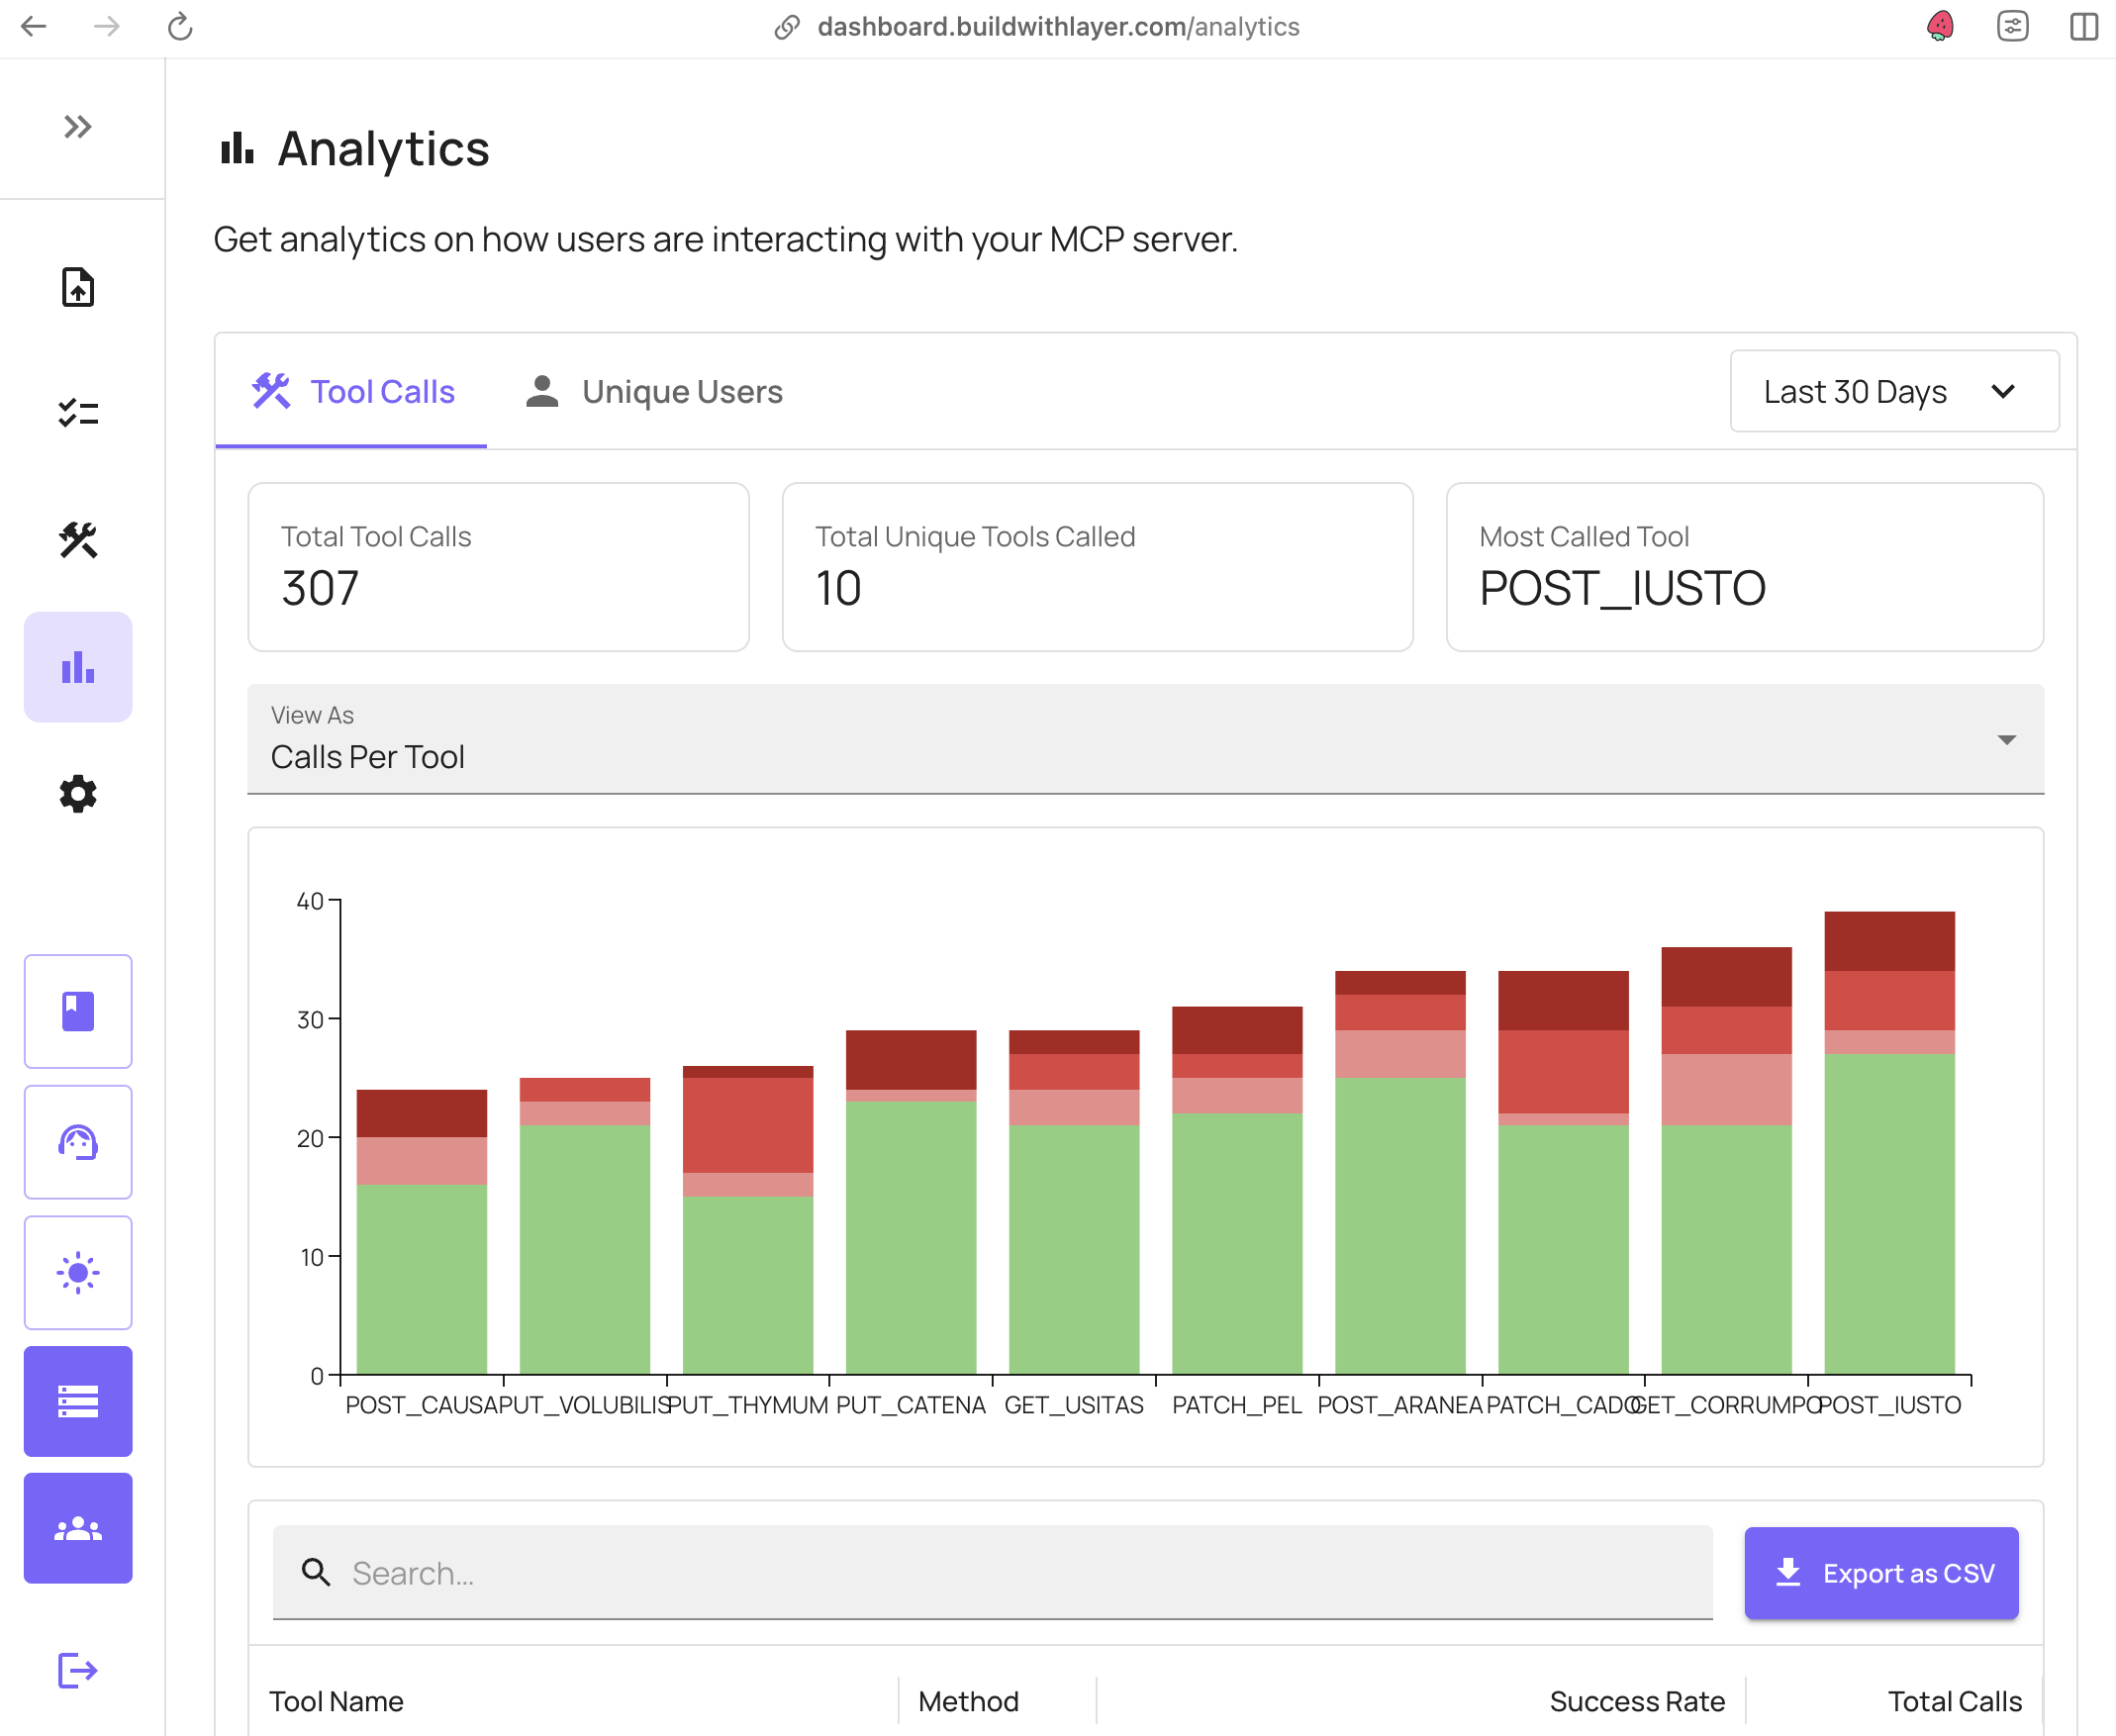 dashboard.buildwithlayer.com/analytics
Analytics
Get analytics on how users are interacting with your MCP server.
Tool Calls
Unique Users
Last 30 Days
Total Tool Calls
307
Total Unique Tools Called
10
Most Called Tool
POST_IUSTO
View As
Calls Per Tool
40
30
20
10
0
POST_CAUSA PUT_VOLUBILIS PUT_THYMUM PUT_CATENA GET_USITAS PATCH_PEL POST_ARANEA PATCH_CADO GET_CORRUMPO POST_IUSTO
Search...
Export as CSV
Tool Name Method Success Rate Total Calls